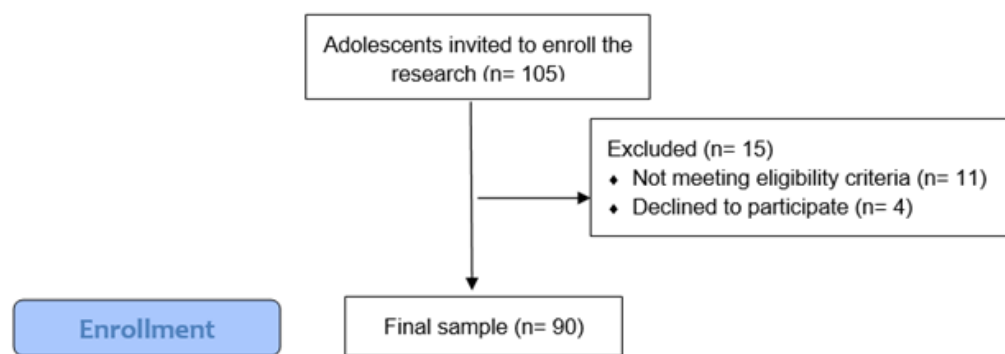 Adolescents invited to enroll the
research (n= 105)
Excluded (n= 15)
♦ Not meeting eligibility criteria (n= 11)
♦ Declined to participate (n= 4)
Enrollment
Final sample (n= 90)